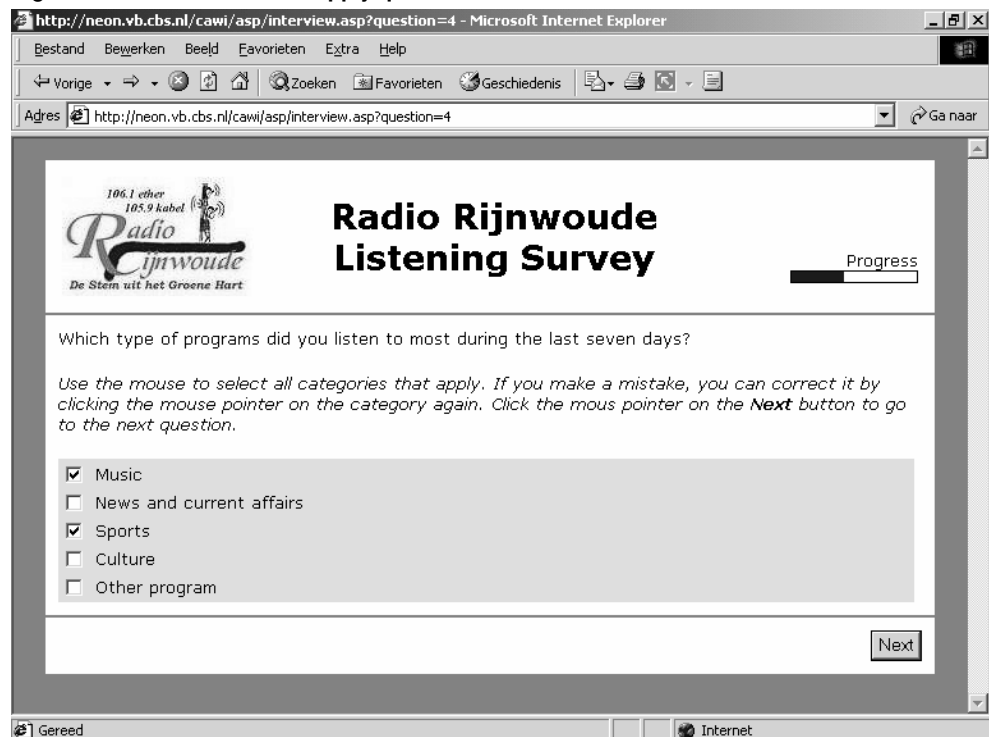 http://neon.vb.cbs.nl/cawi/asp/interview.asp?question=4 - Microsoft Internet Explorer
Bestand Bewerken Beeld Favorieten Extra Help
Vorige Zoeken Favorieten Geschiedenis
Adres http://neon.vb.cbs.nl/cawi/asp/interview.asp?question=4 Ga naar
106.1 ether
105.9 kabel
Radio
Rijnwoude
De Stem uit het Groene Hart
Radio Rijnwoude
Listening Survey
Progress
Which type of programs did you listen to most during the last seven days?
Use the mouse to select all categories that apply. If you make a mistake, you can correct it by
clicking the mouse pointer on the category again. Click the mous pointer on the Next button to go
to the next question.
Music
News and current affairs
Sports
Culture
Other program
Next
Gereed Internet